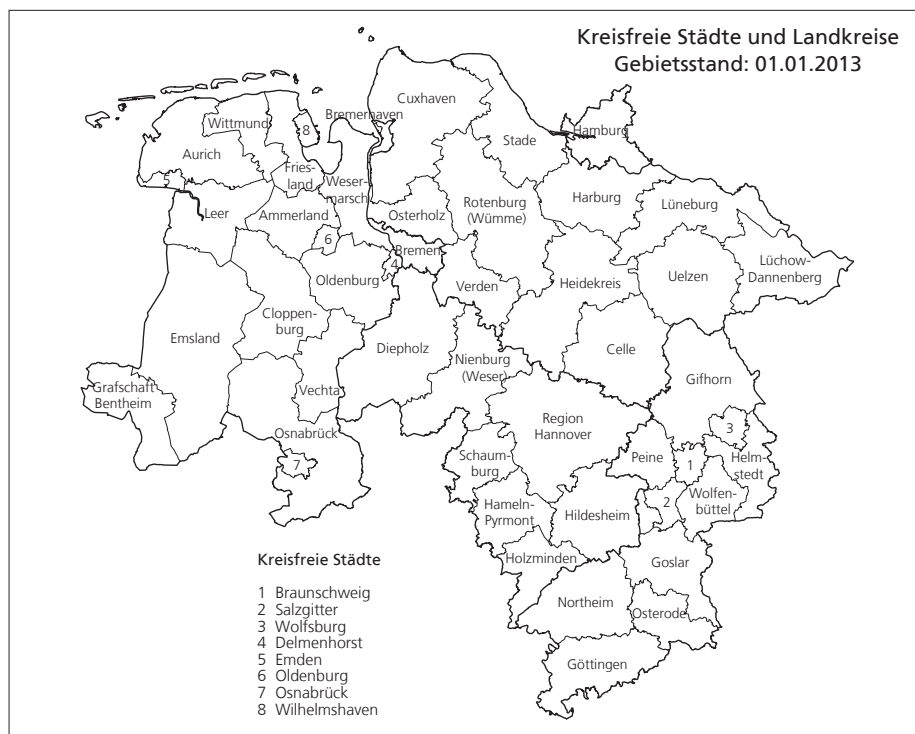 Kreisfreie Städte und Landkreise
Gebietsstand: 01.01.2013
Cuxhaven
Bremerhaven
Wittmund
8
Hamburg
Stade
Aurich
Fries-
land
Weser-
marsch
5
Leer
Ammerland
Osterholz
Rotenburg
(Wümme)
Harburg
Lüneburg
6
Bremen
4
Lüchow-
Dannenberg
Oldenburg
Verden
Heidekreis
Uelzen
Cloppen-
burg
Emsland
Diepholz
Nienburg
(Weser)
Celle
Gifhorn
Grafschaft
Bentheim
Vechta
Region
Hannover
Osnabrück
3
Schaum-
burg
Peine
1
Helm-
stedt
7
Hameln-
Pyrmont
Hildesheim
2
Wolfen-
büttel
Holzminden
Goslar
Northeim
Osterode
Göttingen
Kreisfreie Städte
1 Braunschweig
2 Salzgitter
3 Wolfsburg
4 Delmenhorst
5 Emden
6 Oldenburg
7 Osnabrück
8 Wilhelmshaven